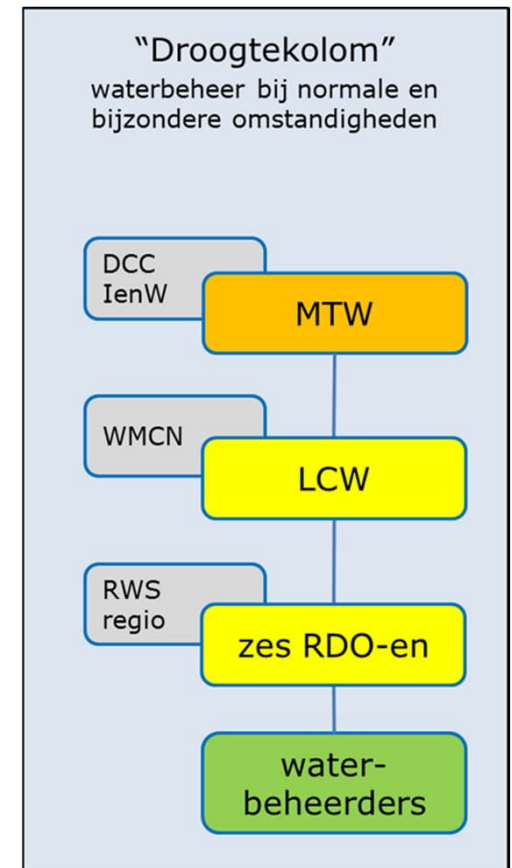 “Droogtekolom”
waterbeheer bij normale en
bijzondere omstandigheden
DCC
IenW
MTW
WMCN
LCW
RWS
regio
zes RDO-en
water-
beheerders